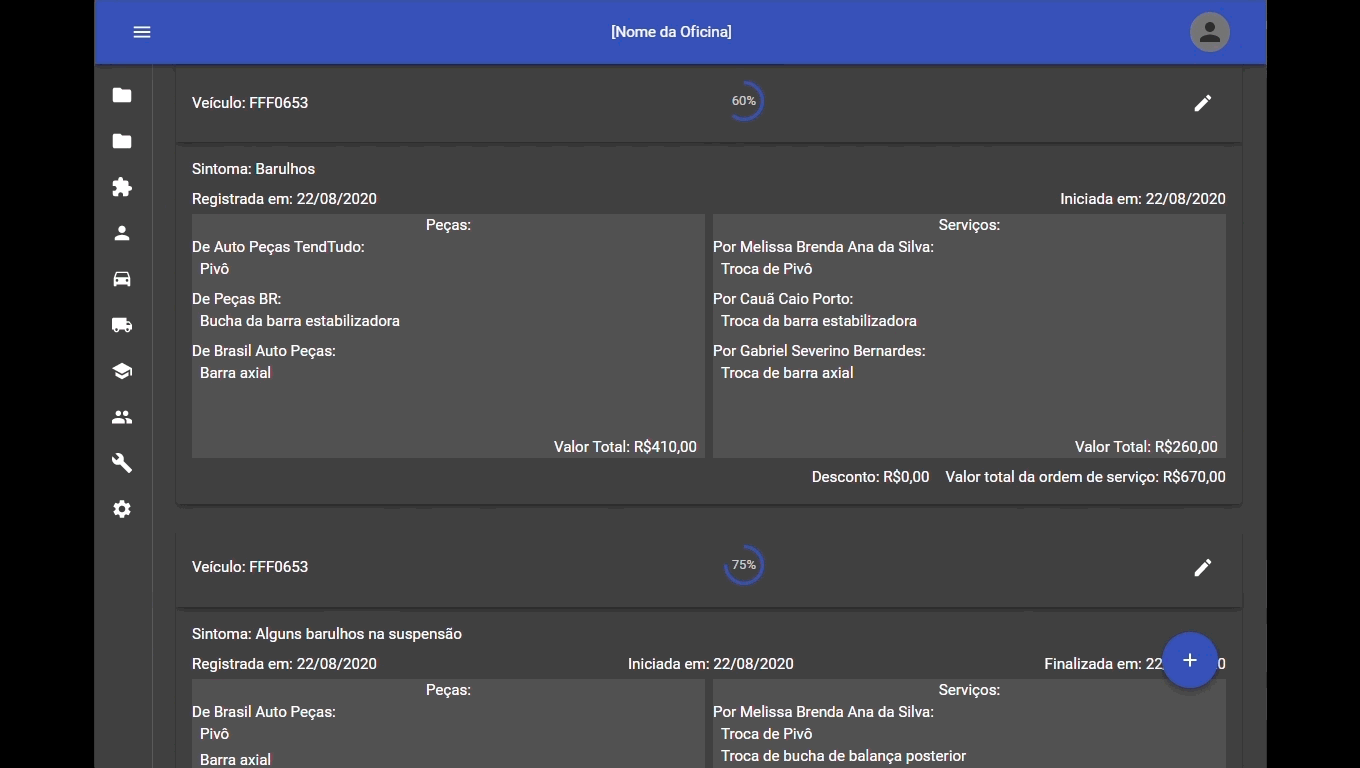 [Nome da Oficina]
Veículo: FFF0653
60%
Sintoma: Barulhos
Registrada em: 22/08/2020
Iniciada em: 22/08/2020
Peças:
De Auto Peças TendTudo:
Pivô
De Peças BR:
Bucha da barra estabilizadora
De Brasil Auto Peças:
Barra axial
Valor Total: R$410,00
Serviços:
Por Melissa Brenda Ana da Silva:
Troca de Pivô
Por Cauã Caio Porto:
Troca da barra estabilizadora
Por Gabriel Severino Bernardes:
Troca de barra axial
Valor Total: R$260,00
Desconto: R$0,00 Valor total da ordem de serviço: R$670,00
Veículo: FFF0653
75%
Sintoma: Alguns barulhos na suspensão
Registrada em: 22/08/2020
Iniciada em: 22/08/2020
Finalizada em: 22
Peças:
De Brasil Auto Peças:
Pivô
Barra axial
Serviços:
Por Melissa Brenda Ana da Silva:
Troca de Pivô
Troca de bucha de balança posterior